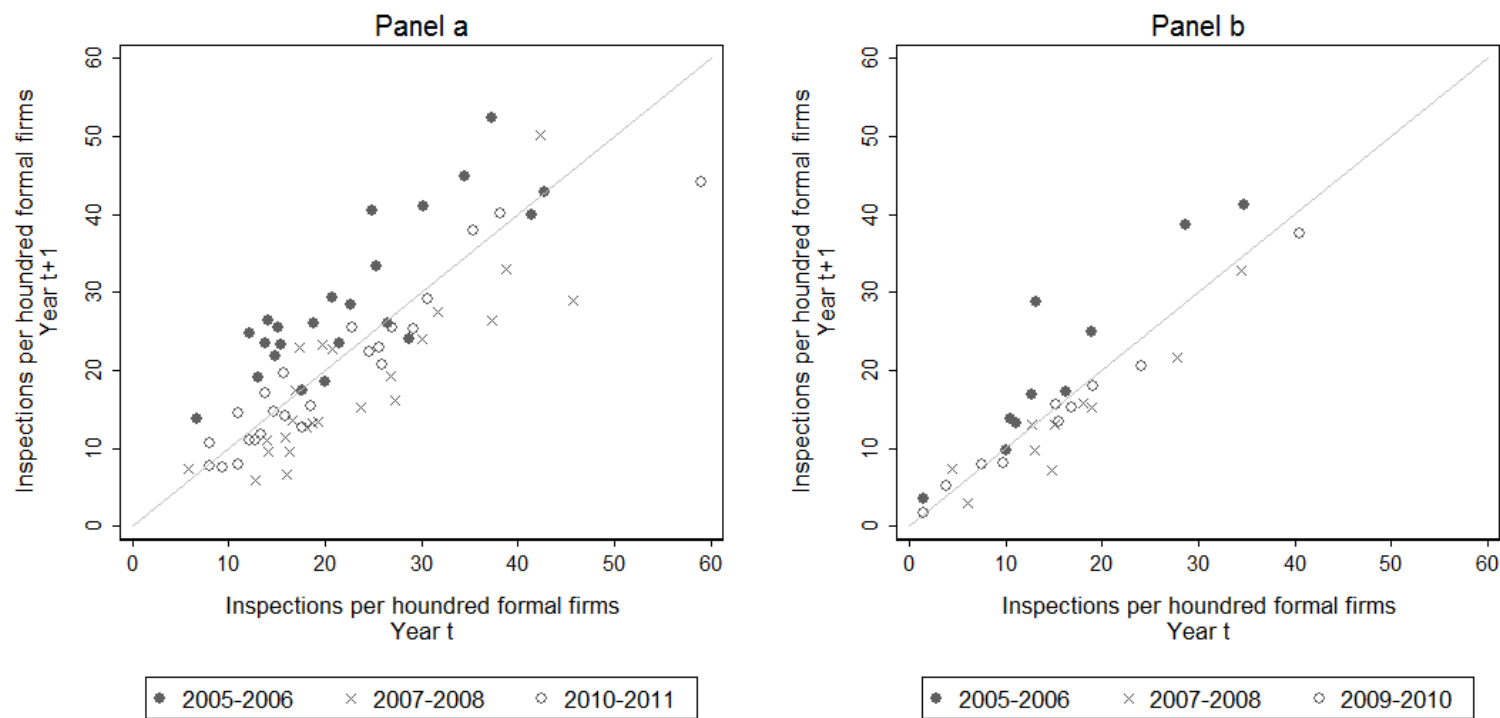 Panel a
Inspections per houndred formal firms
Year t+1
60
50
40
30
20
10
0
0 10 20 30 40 50 60
Inspections per houndred formal firms
Year t
2005-2006 2007-2008 2010-2011
Panel b
Inspections per houndred formal firms
Year t+1
60
50
40
30
20
10
0
0 10 20 30 40 50 60
Inspections per houndred formal firms
Year t
2005-2006 2007-2008 2009-2010